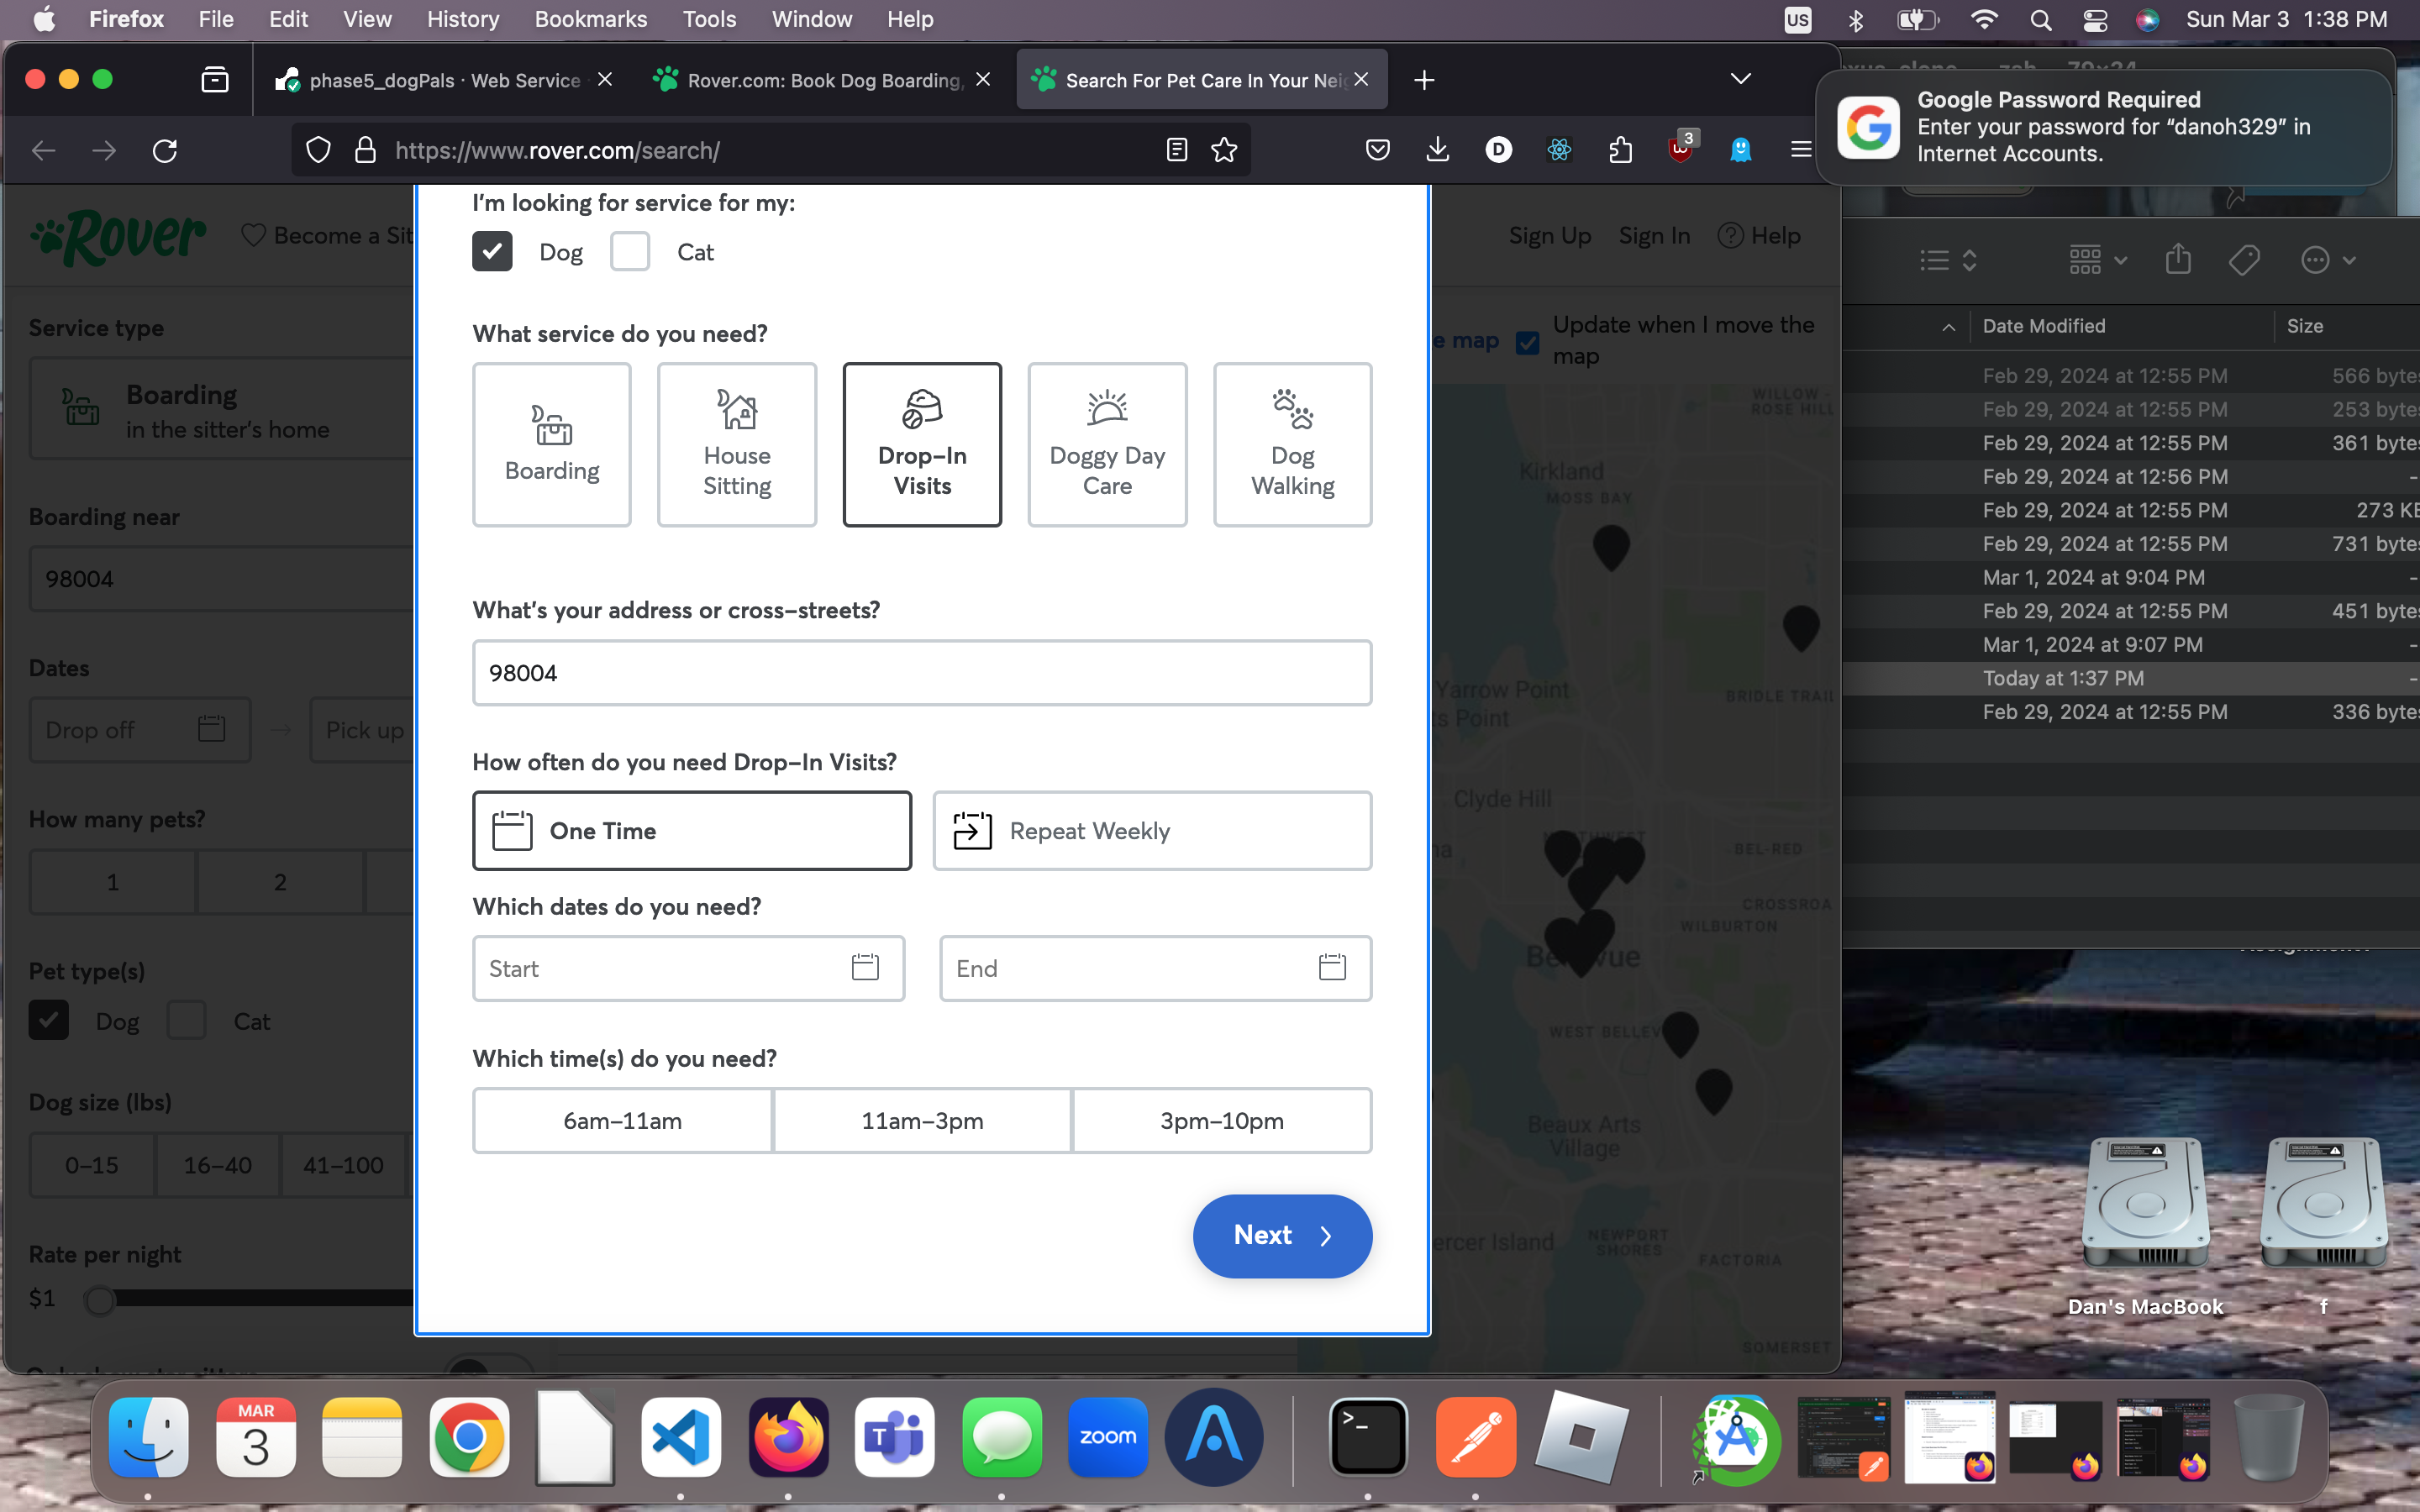 Firefox File Edit View History Bookmarks Tools Window Help
US
Sun Mar 3 1:38 PM
phase5_dogPals · Web Service
Rover.com: Book Dog Boarding,
Search For Pet Care In Your Nei
https://www.rover.com/search/
D
3
Google Password Required
Enter your password for “danoh329” in
Internet Accounts.
Rover
Become a Sit
Sign Up Sign In ? Help
I'm looking for service for my:
Dog Cat
Service type
Boarding
in the sitter's home
What service do you need?
Boarding
House
Sitting
Drop-In
Visits
Doggy Day
Care
Dog
Walking
e map
Update when I move the
map
Boarding near
98004
What's your address or cross-streets?
98004
Dates
Drop off → Pick up
How often do you need Drop-In Visits?
One Time
Repeat Weekly
How many pets?
1 2
Which dates do you need?
Start
End
Pet type(s)
Dog Cat
Which time(s) do you need?
6am-11am 11am-3pm 3pm-10pm
Dog size (lbs)
0-15 16-40 41-100
Next
Rate per night
$1
WILLOW -
ROSE HILL
Kirkland
MOSS BAY
Yarrow Point
ts Point
BRIDLE TRAIL
Clyde Hill
NORTHWEST
BEL-RED
CROSSROA
WILBURTON
Bellevue
WEST BELLEV
Beaux Arts
Village
ercer Island
NEWPORT
SHORES
FACTORIA
SOMERSET
Date Modified Size
Feb 29, 2024 at 12:55 PM 566 bytes
Feb 29, 2024 at 12:55 PM 253 bytes
Feb 29, 2024 at 12:55 PM 361 bytes
Feb 29, 2024 at 12:56 PM -
Feb 29, 2024 at 12:55 PM 273 KB
Feb 29, 2024 at 12:55 PM 731 bytes
Mar 1, 2024 at 9:04 PM -
Feb 29, 2024 at 12:55 PM 451 bytes
Mar 1, 2024 at 9:07 PM -
Today at 1:37 PM -
Feb 29, 2024 at 12:55 PM 336 bytes
Dan's MacBook
f
MAR
3
T
zoom